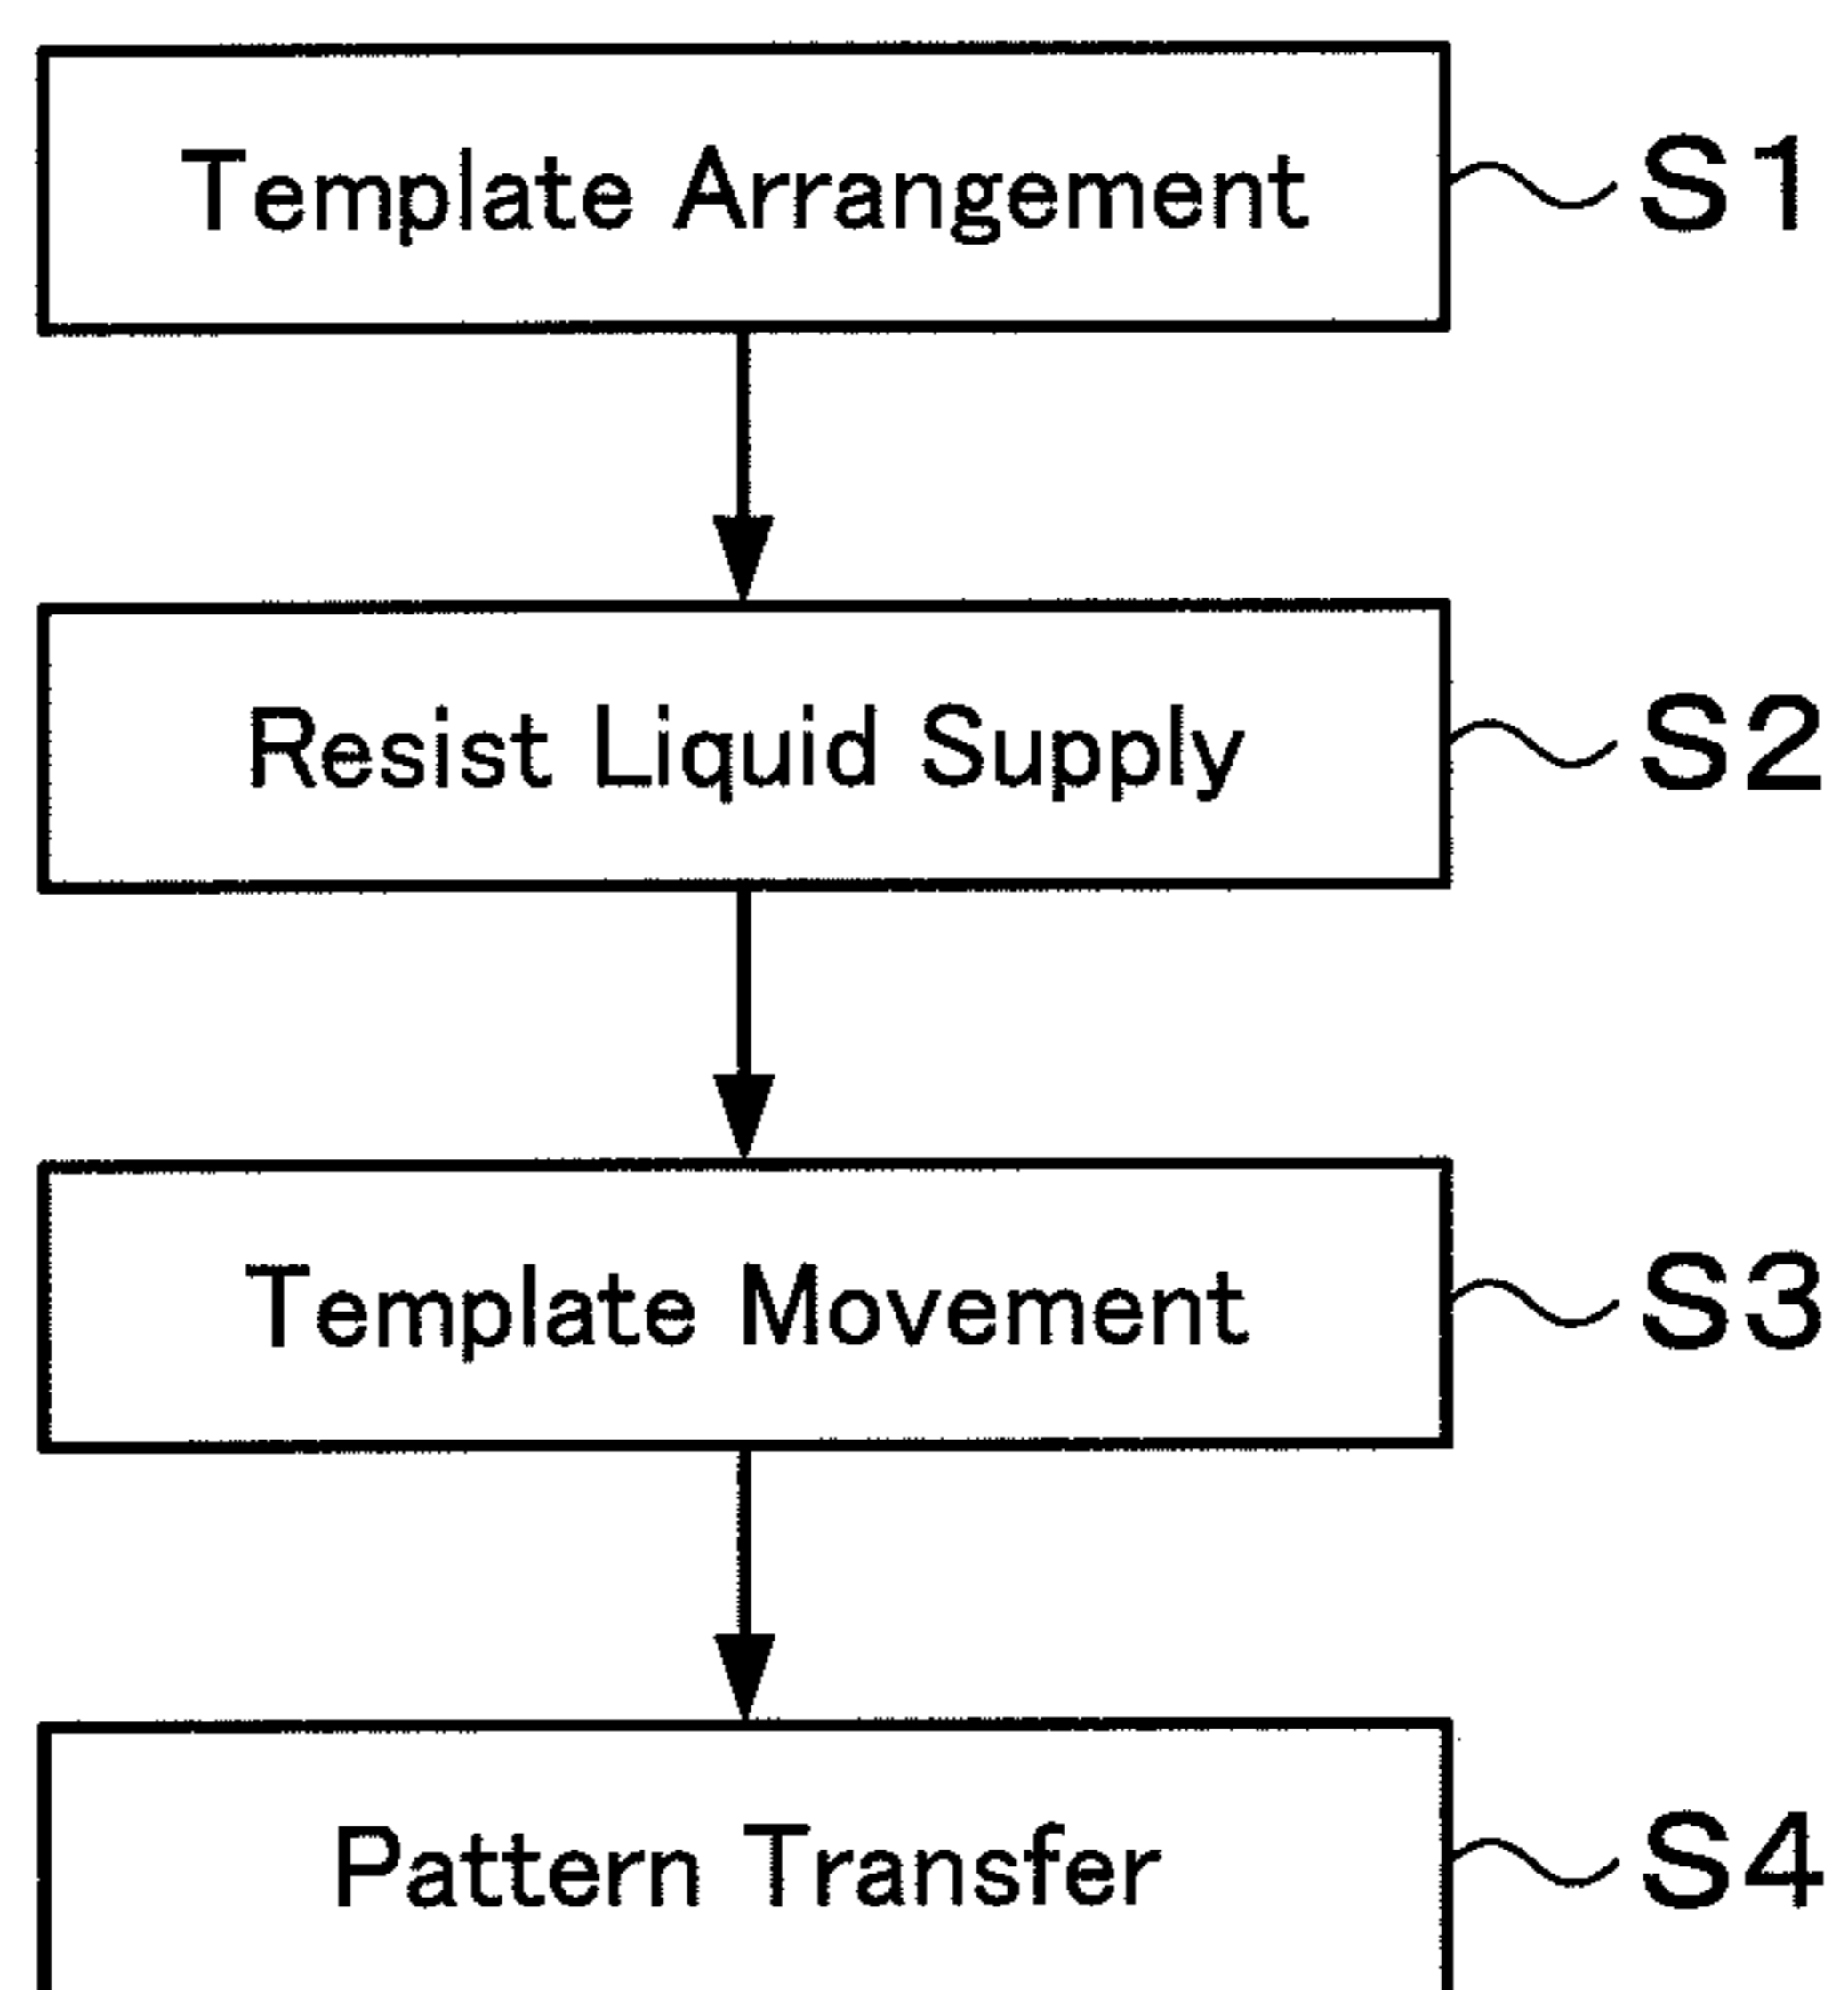 Template Arrangement S1
Resist Liquid Supply S2
Template Movement S3
Pattern Transfer S4